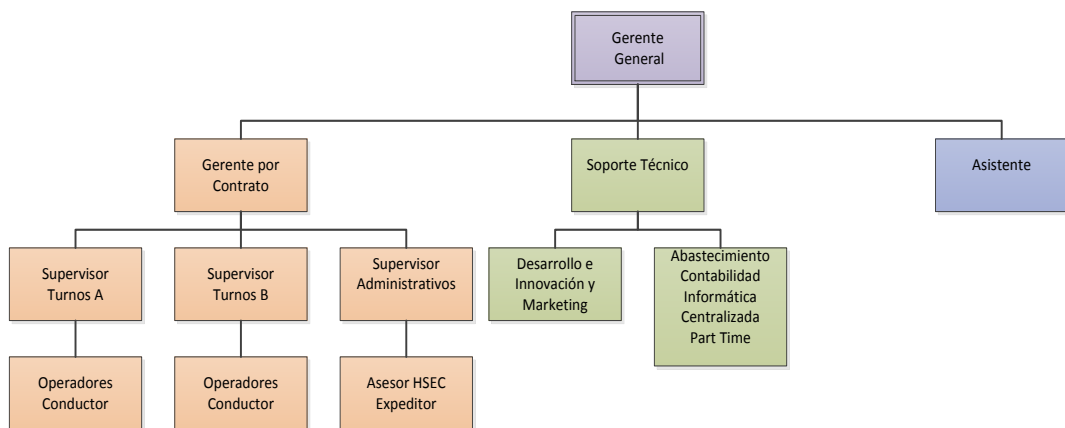 Gerente
General
Gerente por
Contrato
Soporte Técnico
Asistente
Supervisor
Turnos A
Supervisor
Turnos B
Supervisor
Administrativos
Desarrollo e
Innovación y
Marketing
Abastecimiento
Contabilidad
Informática
Centralizada
Part Time
Operadores
Conductor
Operadores
Conductor
Asesor HSEC
Expeditor